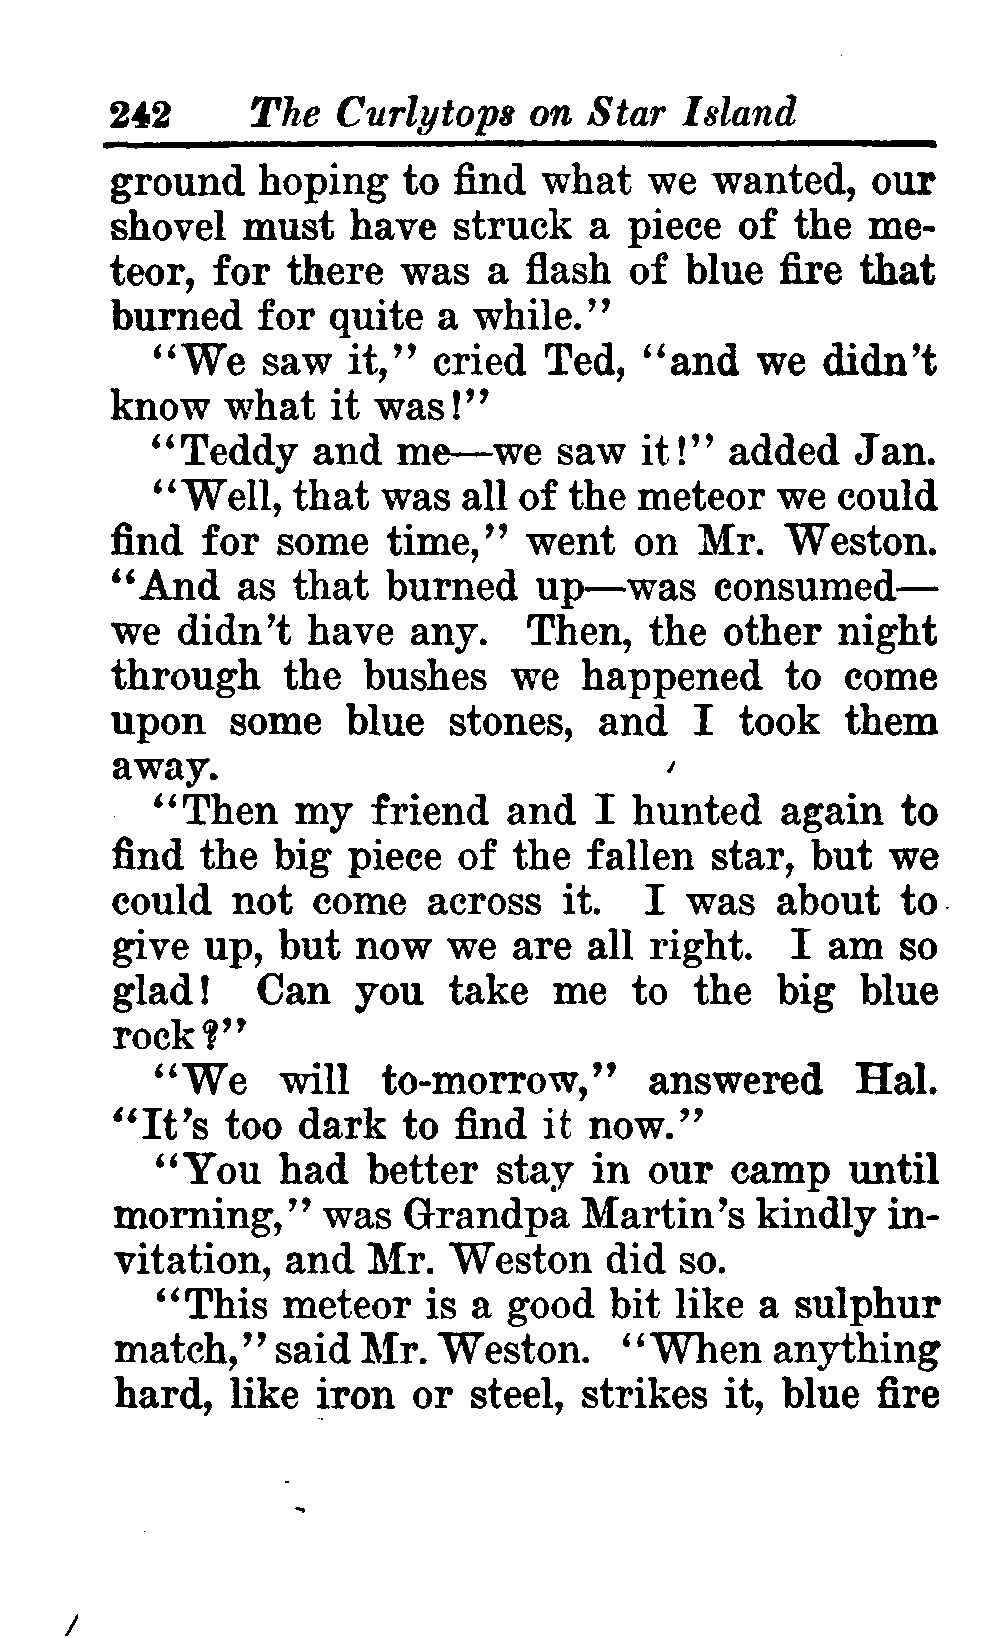 242 The Curlytops on Star Island
ground hoping to find what we wanted, our
shovel must have struck a piece of the me-
teor, for there was a flash of blue fire that
burned for quite a while."
"We saw it," cried Ted, "and we didn't
know what it was!"
"Teddy and me—we saw it!" added Jan.
"Well, that was all of the meteor we could
find for some time," went on Mr. Weston.
"And as that burned up—was consumed—
we didn't have any. Then, the other night
through the bushes we happened to come
upon some blue stones, and I took them
away.
"Then my friend and I hunted again to
find the big piece of the fallen star, but we
could not come across it. I was about to
give up, but now we are all right. I am so
glad! Can you take me to the big blue
rock?"
"We will to-morrow," answered Hal.
"It's too dark to find it now."
"You had better stay in our camp until
morning," was Grandpa Martin's kindly in-
vitation, and Mr. Weston did so.
"This meteor is a good bit like a sulphur
match," said Mr. Weston. "When anything
hard, like iron or steel, strikes it, blue fire